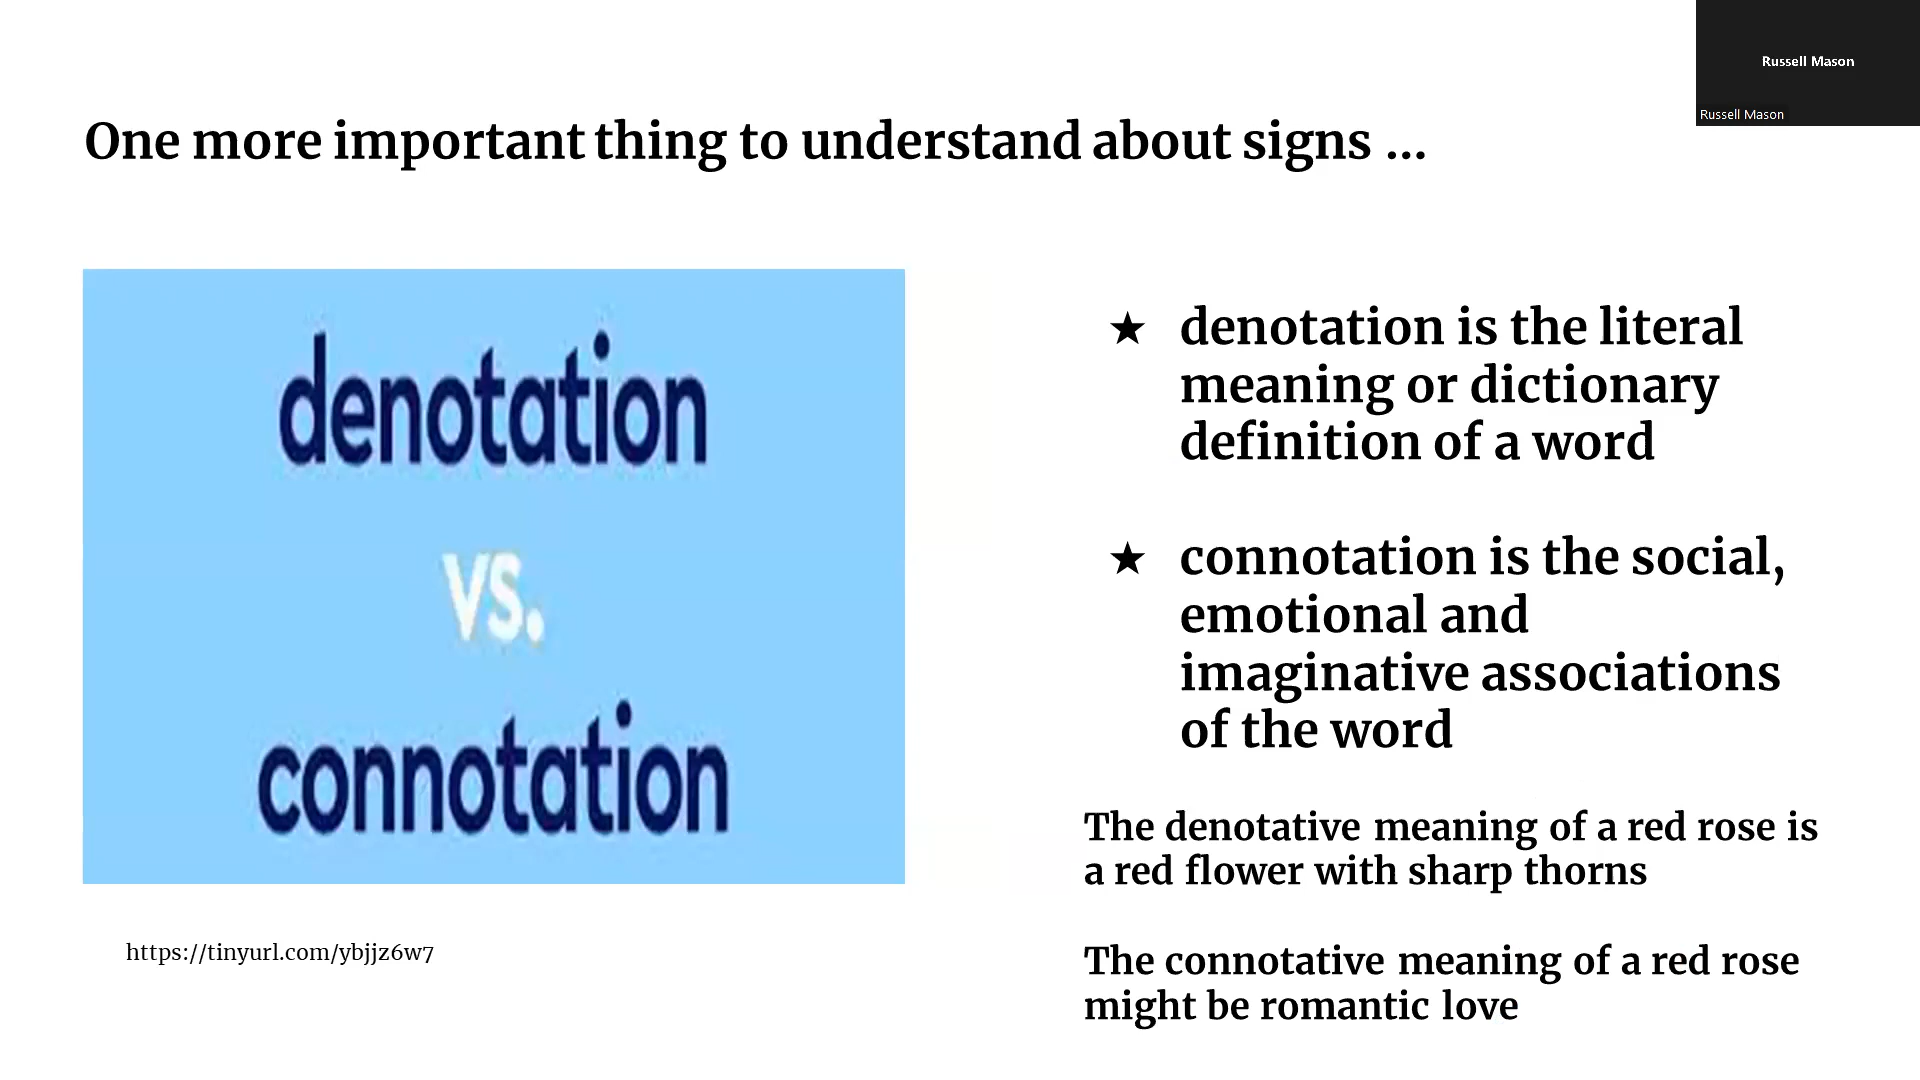 Russell Mason
Russell Mason
One more important thing to understand about signs ...
denotation
vs.
connotation
★ denotation is the literal
meaning or dictionary
definition of a word
★ connotation is the social,
emotional and
imaginative associations
of the word
The denotative meaning of a red rose is
a red flower with sharp thorns
The connotative meaning of a red rose
might be romantic love
https://tinyurl.com/ybjjz6w7